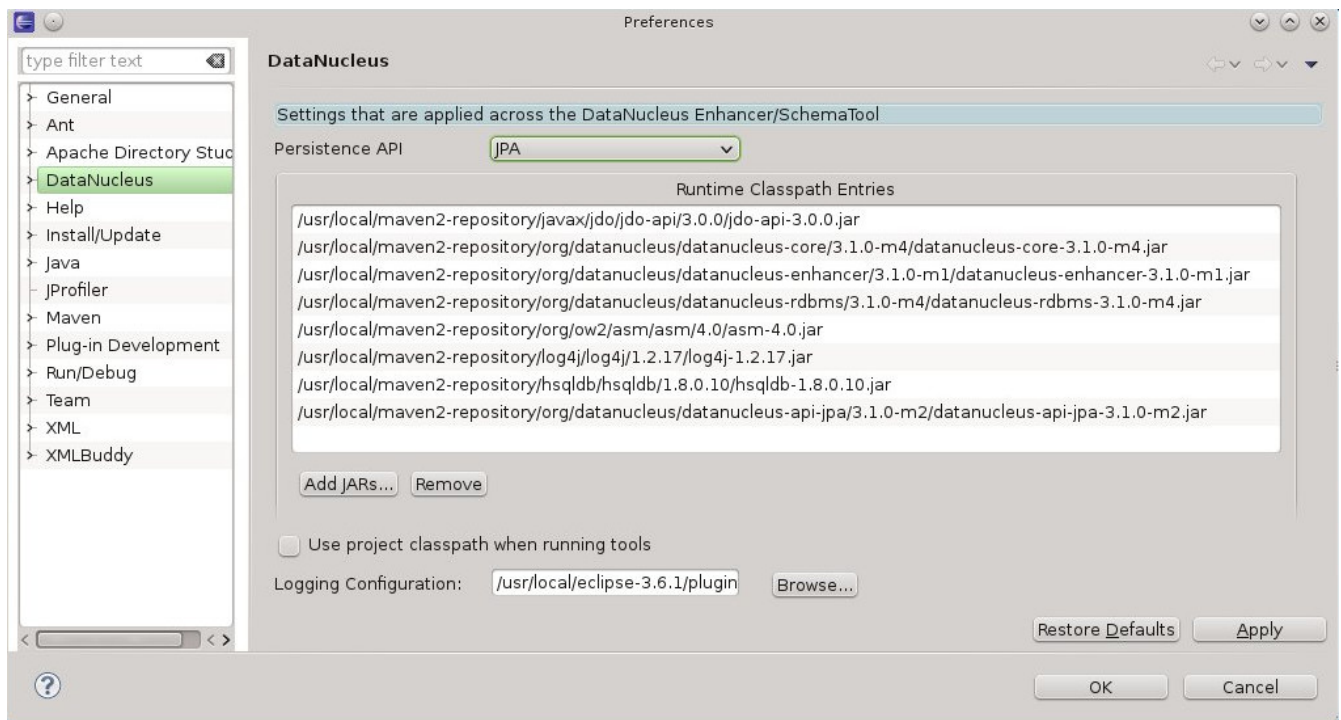 Preferences
type filter text
General
Ant
Apache Directory Stud
DataNucleus
Help
Install/Update
Java
JProfiler
Maven
Plug-in Development
Run/Debug
Team
XML
XMLBuddy
DataNucleus
Settings that are applied across the DataNucleus Enhancer/SchemaTool
Persistence API JPA
Runtime Classpath Entries
/usr/local/maven2-repository/javax/jdo/jdo-api/3.0.0/jdo-api-3.0.0.jar
/usr/local/maven2-repository/org/datanucleus/datanucleus-core/3.1.0-m4/datanucleus-core-3.1.0-m4.jar
/usr/local/maven2-repository/org/datanucleus/datanucleus-enhancer/3.1.0-m1/datanucleus-enhancer-3.1.0-m1.jar
/usr/local/maven2-repository/org/datanucleus/datanucleus-rdbms/3.1.0-m4/datanucleus-rdbms-3.1.0-m4.jar
/usr/local/maven2-repository/org/ow2/asm/asm/4.0/asm-4.0.jar
/usr/local/maven2-repository/log4j/log4j/1.2.17/log4j-1.2.17.jar
/usr/local/maven2-repository/hsqldb/hsqldb/1.8.0.10/hsqldb-1.8.0.10.jar
/usr/local/maven2-repository/org/datanucleus/datanucleus-api-jpa/3.1.0-m2/datanucleus-api-jpa-3.1.0-m2.jar
Add JARs... Remove
Use project classpath when running tools
Logging Configuration: /usr/local/eclipse-3.6.1/plugin Browse...
Restore Defaults Apply
? OK Cancel